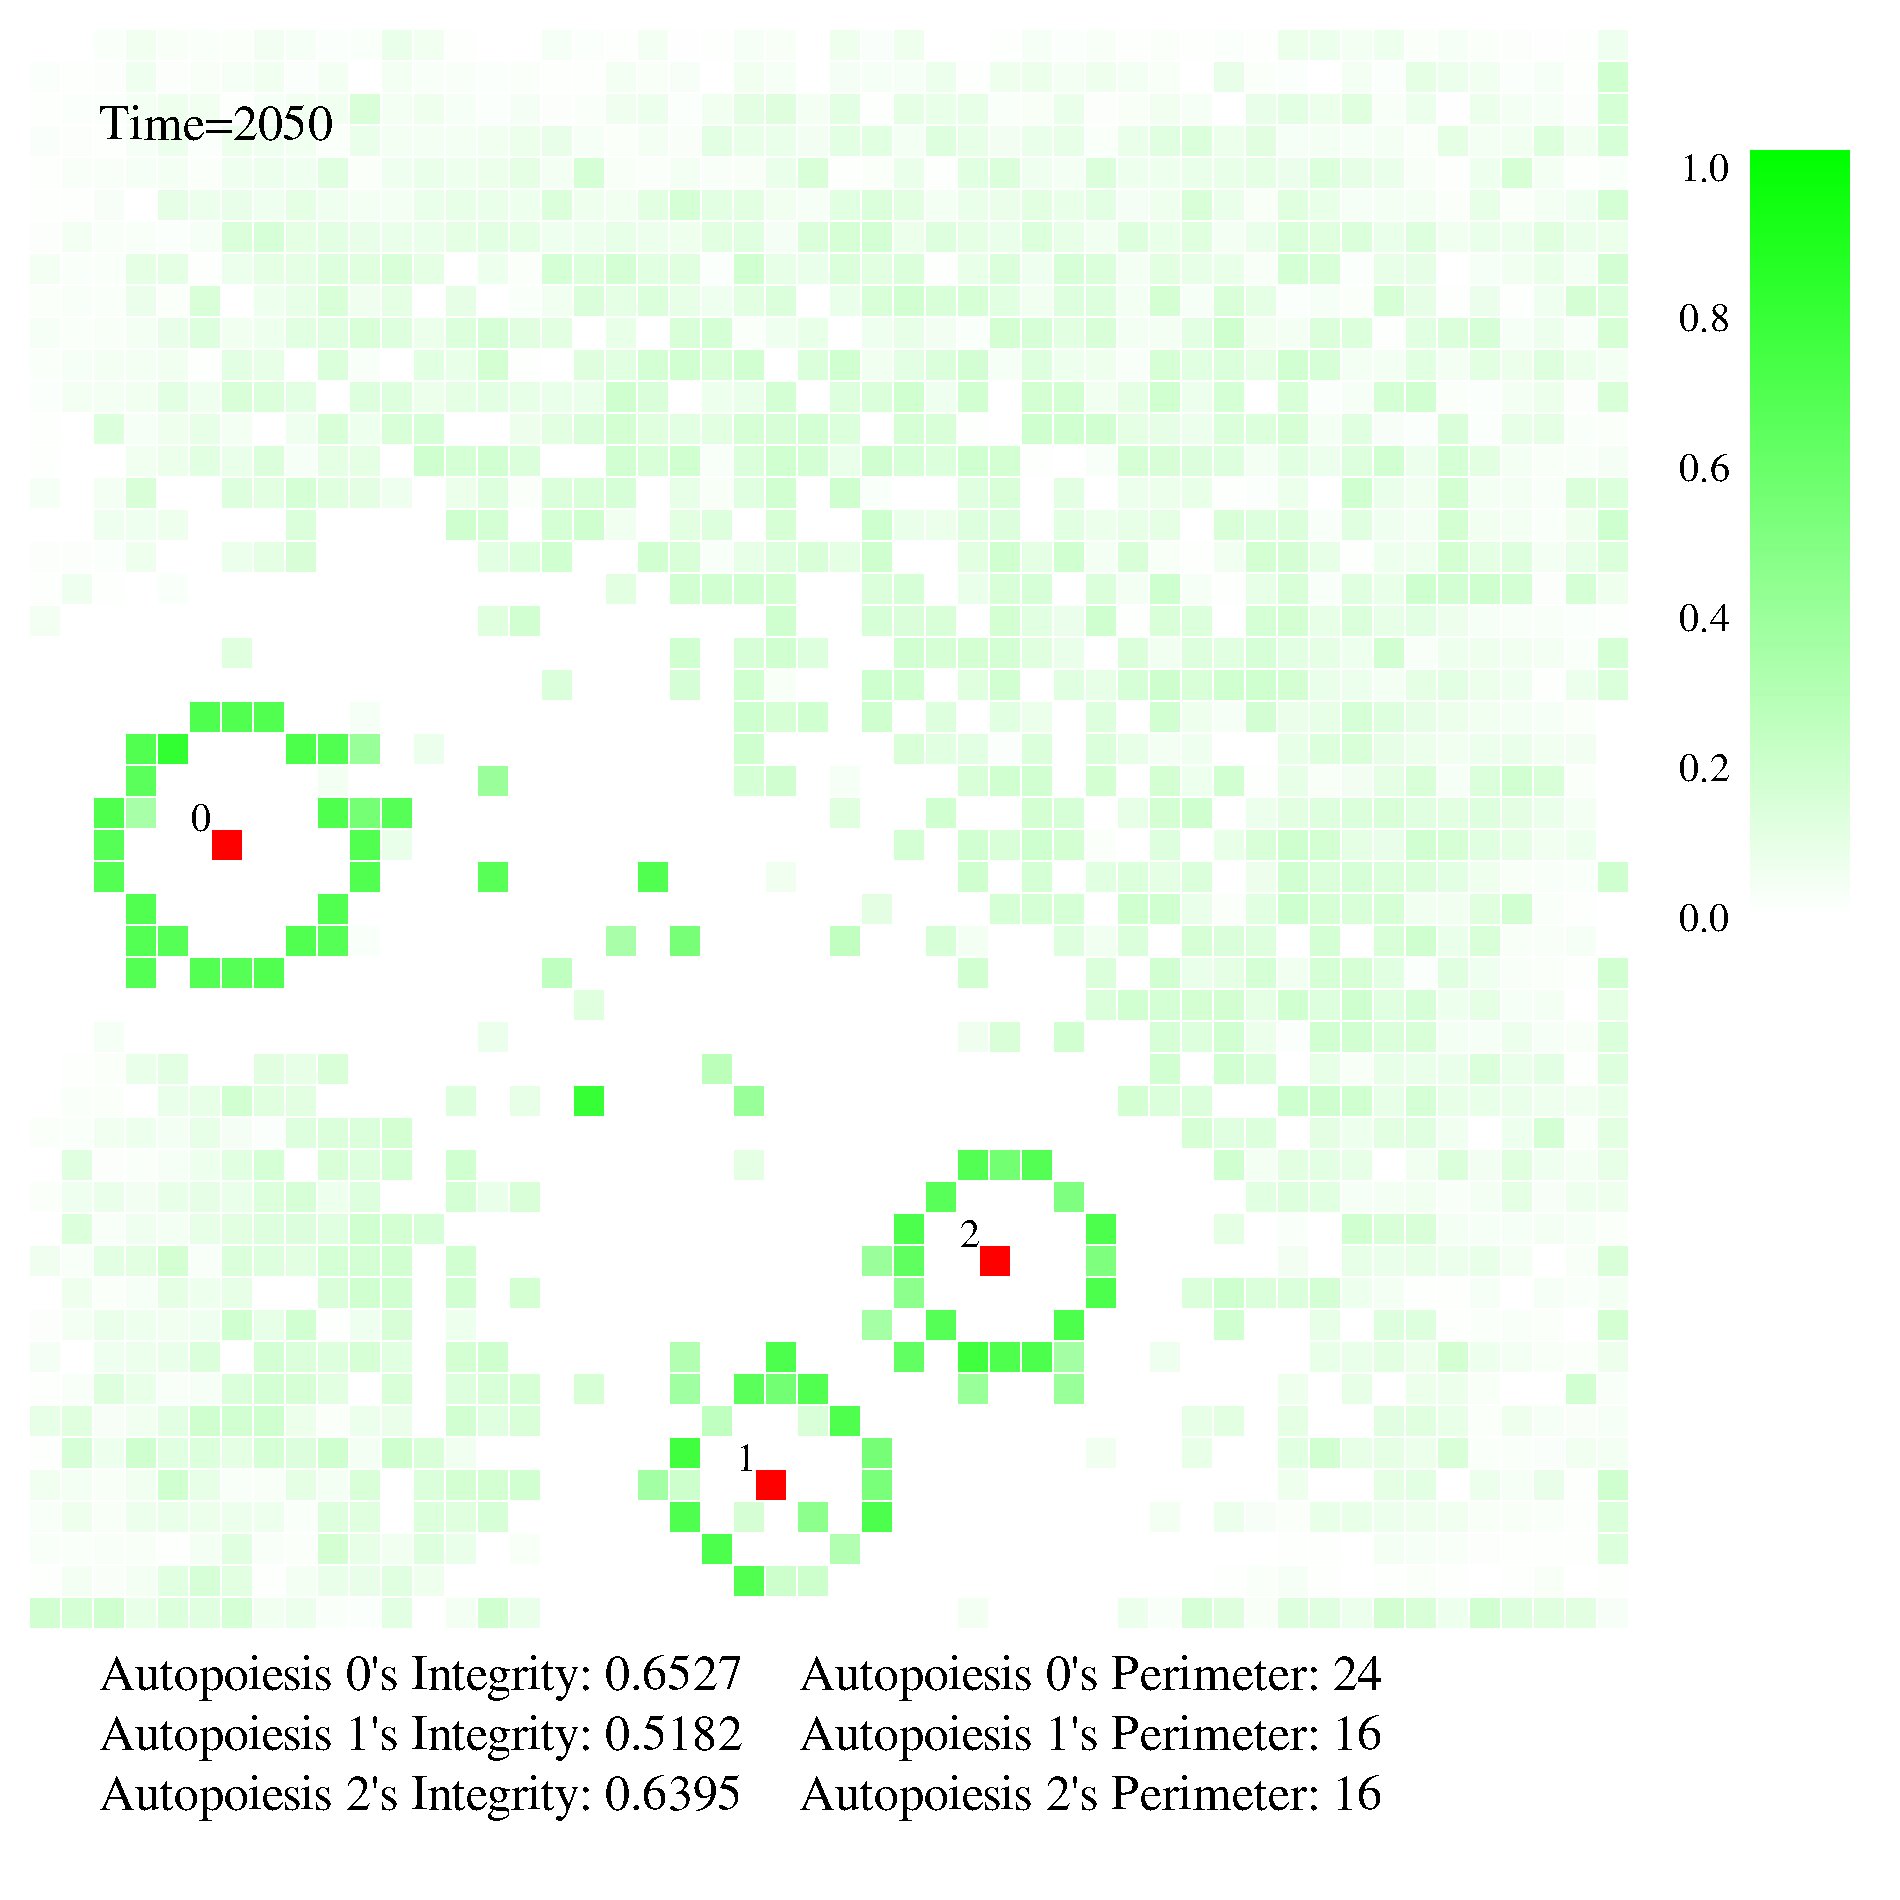 Time=2050
1.0
0.8
0.6
0.4
0.2
0.0
0
2
1
Autopoiesis 0's Integrity: 0.6527 Autopoiesis 0's Perimeter: 24
Autopoiesis 1's Integrity: 0.5182 Autopoiesis 1's Perimeter: 16
Autopoiesis 2's Integrity: 0.6395 Autopoiesis 2's Perimeter: 16